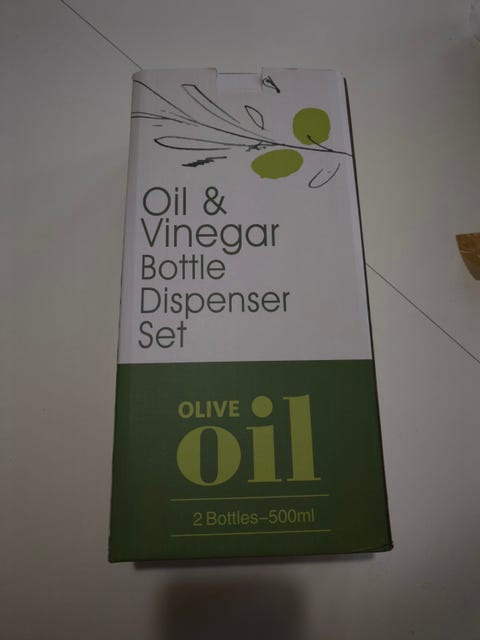 Oil &
Vinegar
Bottle
Dispenser
Set
OLIVE
oil
2 Bottles-500ml